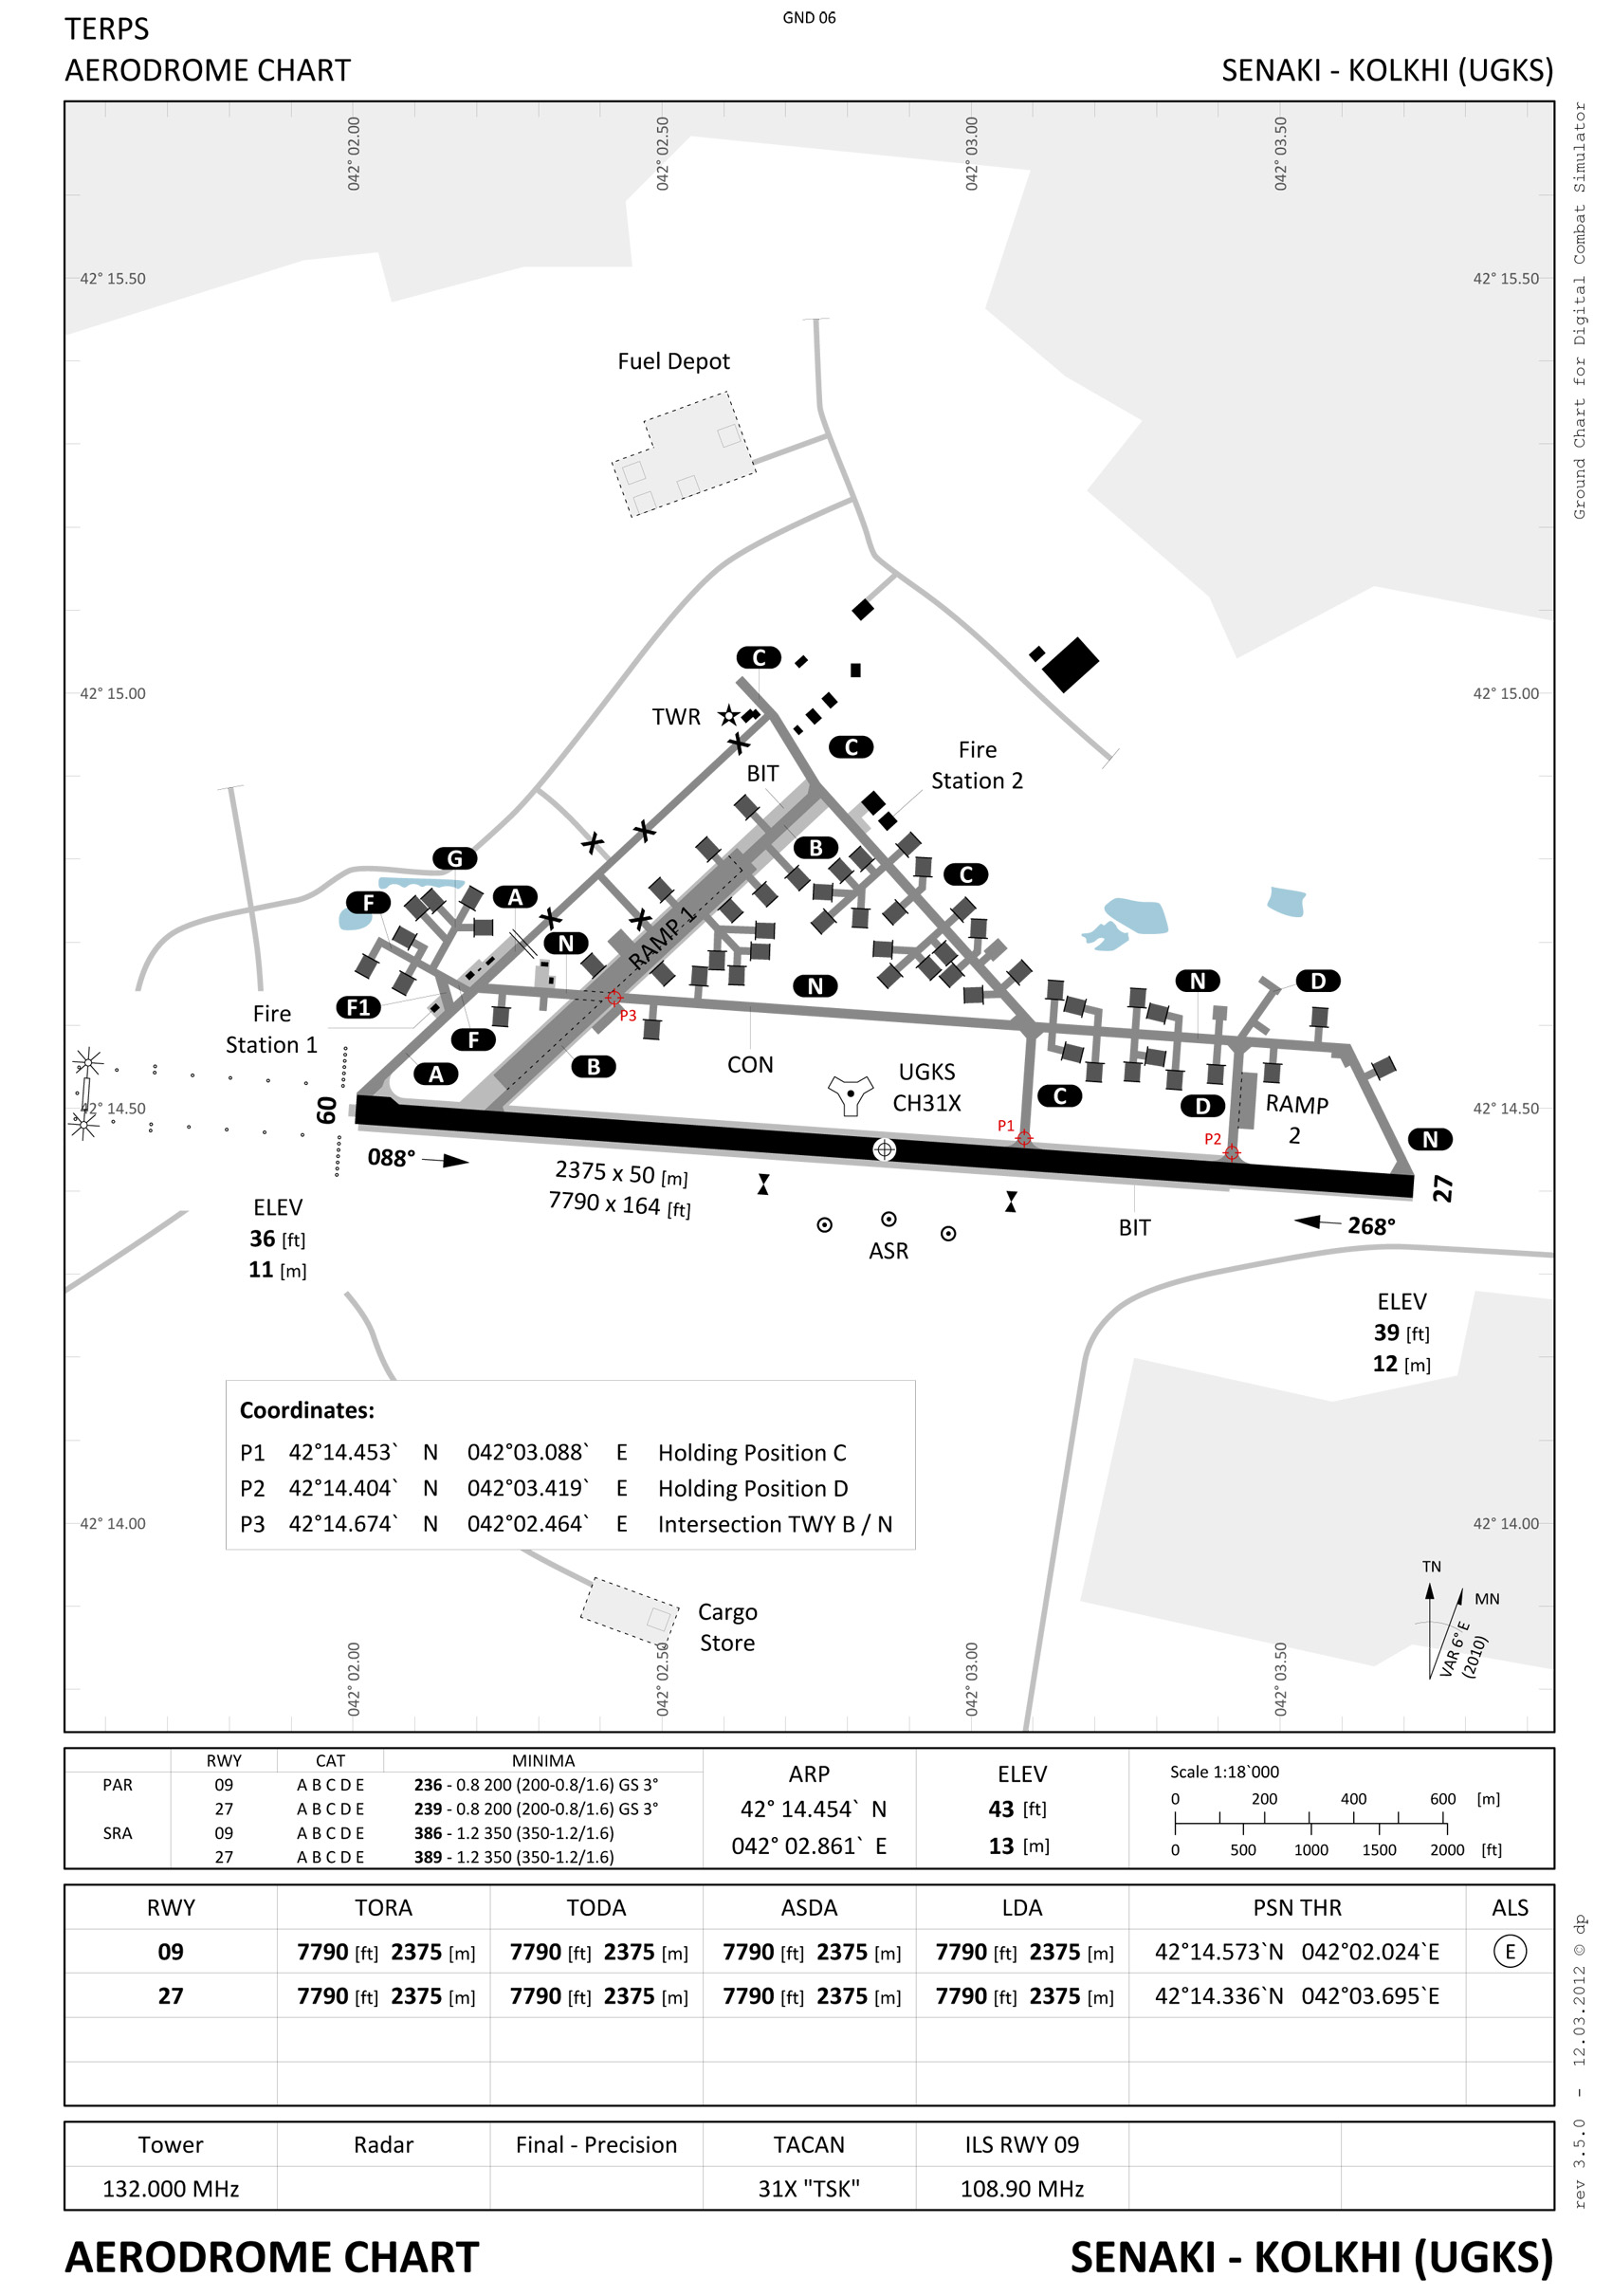 GND 06
TERPS
AERODROME CHART
SENAKI - KOLKHI (UGKS)
Ground Chart for Digital Combat Simulator
042° 02.00
042° 02.50
042° 03.00
042° 03.50
42° 15.50
42° 15.50
Fuel Depot
C
42° 15.00
42° 15.00
TWR
C
Fire
Station 2
BIT
B
G
C
A
F
N
RAMP 1
N
N
D
F1
Fire
Station 1
P3
F
B
A
CON
UGKS
CH31X
C
D
RAMP
2
42° 14.50
42° 14.50
09
P1
P2
N
088°
2375 x 50 [m]
7790 x 164 [ft]
27
268°
BIT
ASR
ELEV
36 [ft]
11 [m]
ELEV
39 [ft]
12 [m]
Coordinates:
P1 42°14.453` N 042°03.088` E Holding Position C
P2 42°14.404` N 042°03.419` E Holding Position D
P3 42°14.674` N 042°02.464` E Intersection TWY B / N
42° 14.00
42° 14.00
TN
MN
VAR 6° E
(2010)
Cargo
Store
042° 02.00
042° 02.50
042° 03.00
042° 03.50
RWY CAT MINIMA
PAR 09 A B C D E 236 - 0.8 200 (200-0.8/1.6) GS 3°
27 A B C D E 239 - 0.8 200 (200-0.8/1.6) GS 3°
SRA 09 A B C D E 386 - 1.2 350 (350-1.2/1.6)
27 A B C D E 389 - 1.2 350 (350-1.2/1.6)
ARP
42° 14.454` N
042° 02.861` E
ELEV
43 [ft]
13 [m]
Scale 1:18`000
0 200 400 600 [m]
0 500 1000 1500 2000 [ft]
RWY TORA TODA ASDA LDA PSN THR ALS
09 7790 [ft] 2375 [m] 7790 [ft] 2375 [m] 7790 [ft] 2375 [m] 7790 [ft] 2375 [m] 42°14.573`N 042°02.024`E E
27 7790 [ft] 2375 [m] 7790 [ft] 2375 [m] 7790 [ft] 2375 [m] 7790 [ft] 2375 [m] 42°14.336`N 042°03.695`E
Tower Radar Final - Precision TACAN ILS RWY 09
132.000 MHz 31X "TSK" 108.90 MHz
rev 3.5.0 - 12.03.2012 © dp
AERODROME CHART
SENAKI - KOLKHI (UGKS)